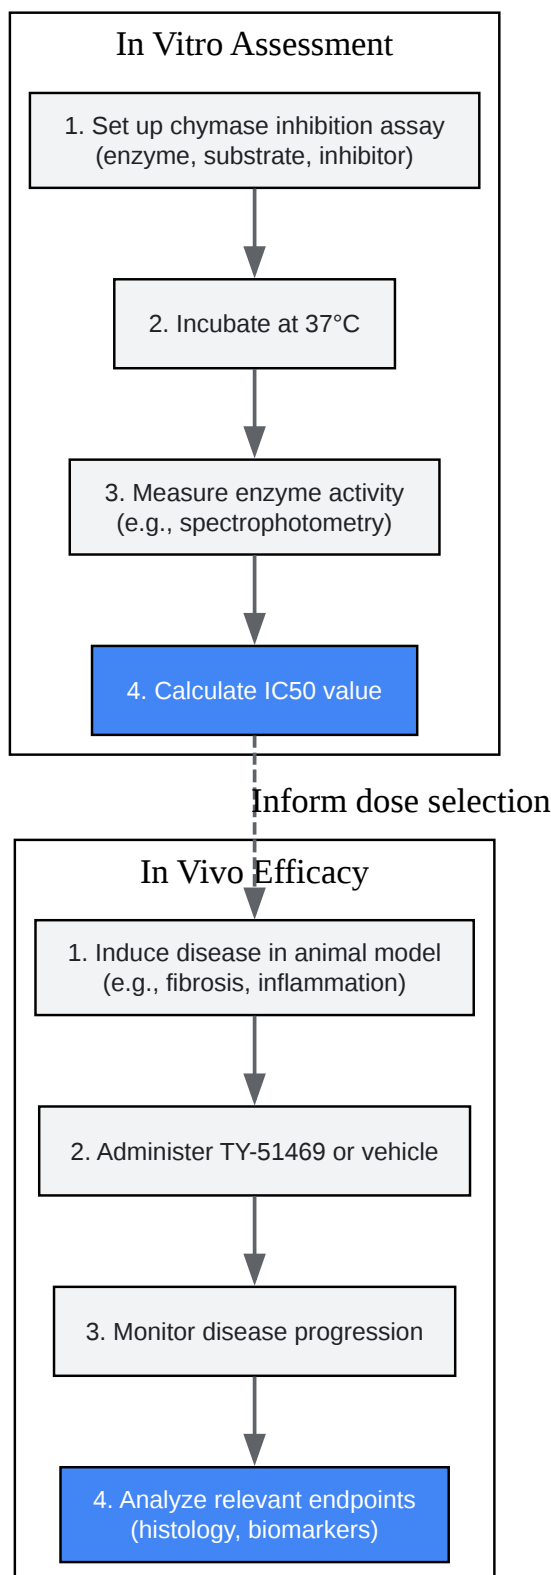 In Vitro Assessment
1. Set up chymase inhibition assay
(enzyme, substrate, inhibitor)
2. Incubate at 37°C
3. Measure enzyme activity
(e.g., spectrophotometry)
4. Calculate IC50 value
Inform dose selection
In Vivo Efficacy
1. Induce disease in animal model
(e.g., fibrosis, inflammation)
2. Administer TY-51469 or vehicle
3. Monitor disease progression
4. Analyze relevant endpoints
(histology, biomarkers)